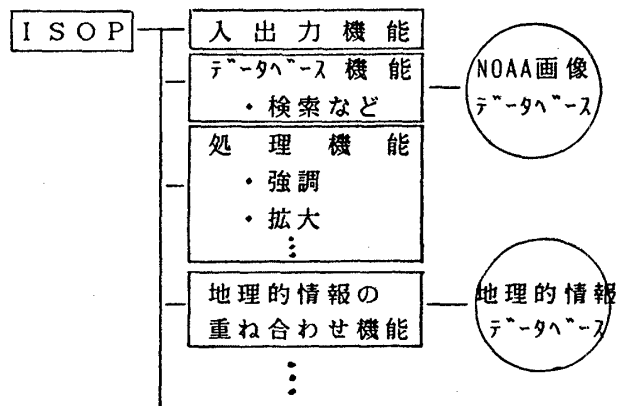 ISOP
入出力機能
データベース機能
・検索など
NOAA画像
データベース
処理機能
・強調
・拡大
⋮
地理的情報の
重ね合わせ機能
地理的情報
データベース
⋮